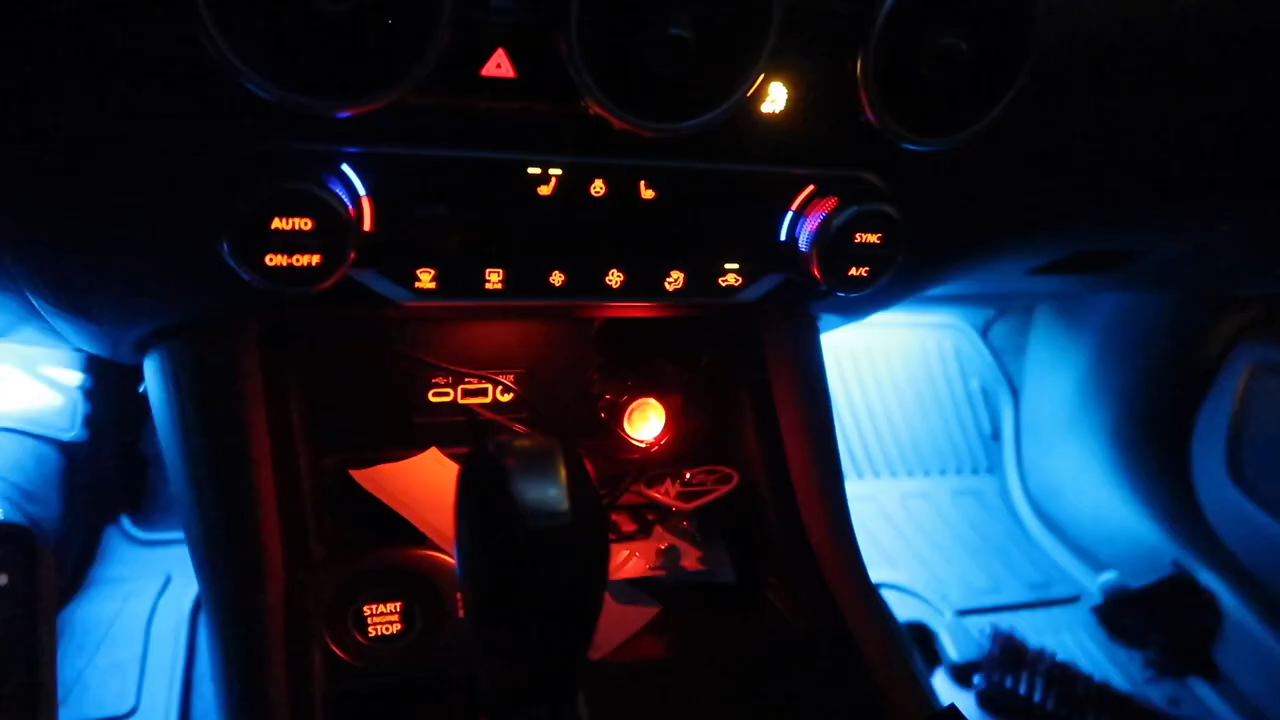 AUTO
ON-OFF
SYNC
A/C
FRONT
REAR
AUX
START
ENGINE
STOP